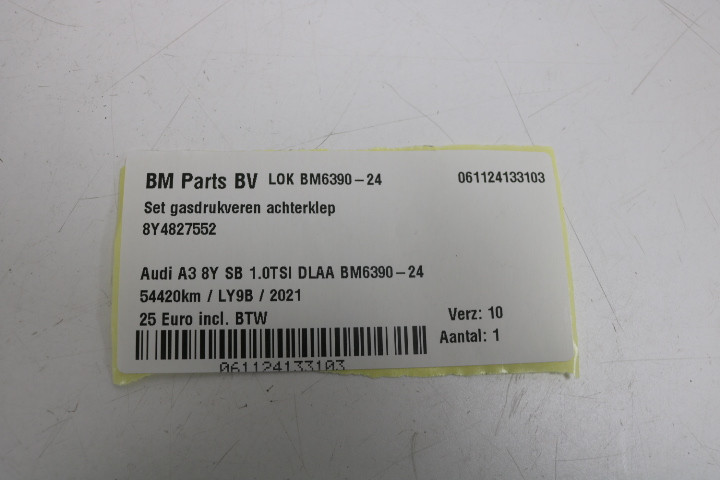 BM Parts BV LOK BM6390-24 061124133103
Set gasdrukveren achterklep
8Y4827552
Audi A3 8Y SB 1.0TSI DLAA BM6390-24
54420km / LY9B / 2021
25 Euro incl. BTW Verz: 10
Aantal: 1
061124133103